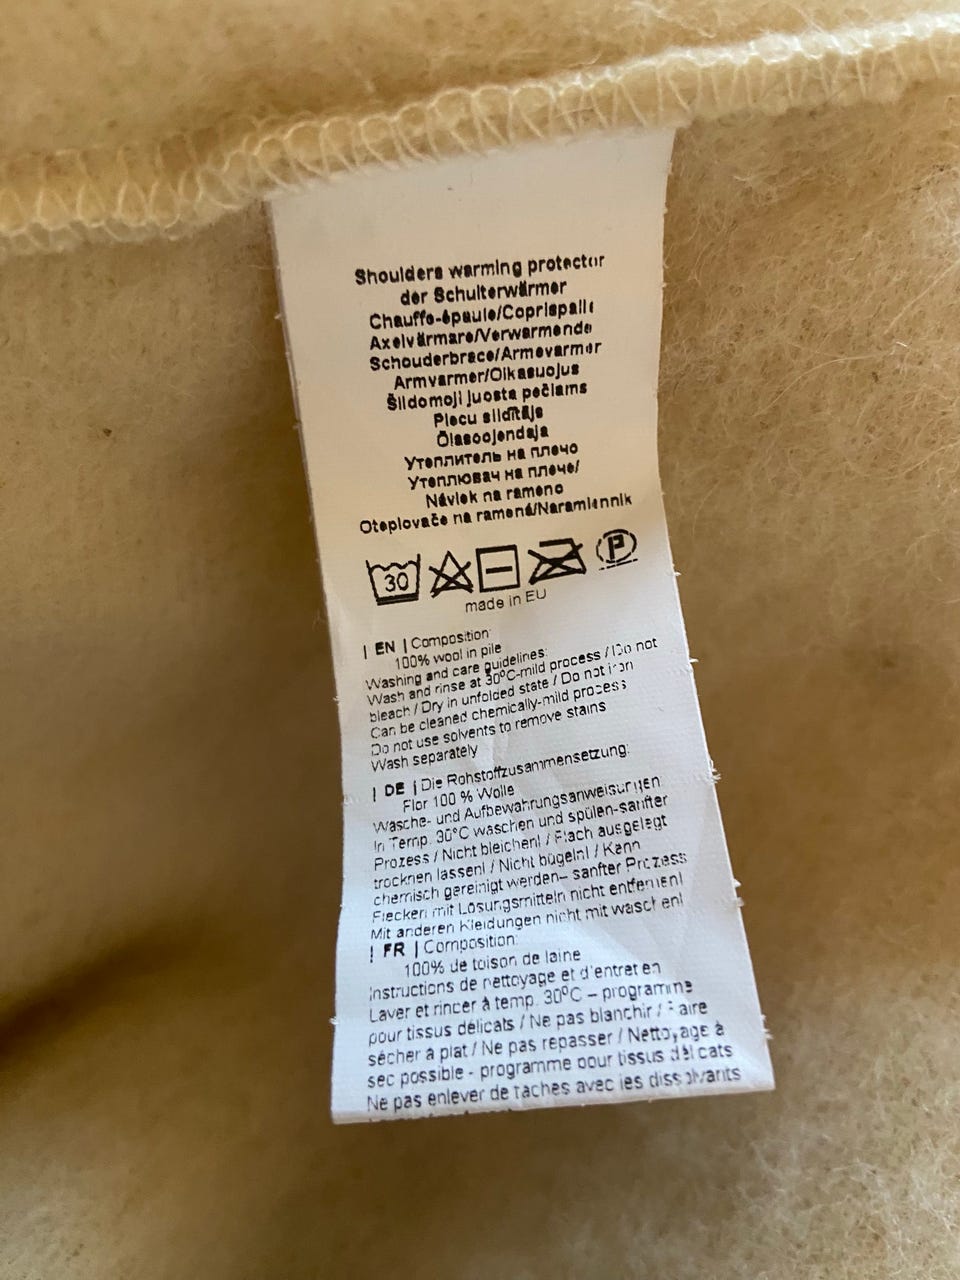 Shoulders warming protector
der Schulterwärmer
Chauffe-épaule/Coprispalle
Axelvärmare/Verwarmende
Schouderbrace/Armevarmer
Armvarmer/Olkasuojus
Šildomoji juosta pečiams
Plecu sildītājs
Õlasoojendaja
Утеплитель на плечо
Утеплювач на плече/
Návlek na rameno
Oteplovače na ramená/Naramiennik
30 P
made in EU
| EN | Composition:
100% wool in pile
Washing and care guidelines:
Wash and rinse at 30ºC-mild process / Do not
bleach / Dry in unfolded state / Do not iron
Can be cleaned chemically-mild process
Do not use solvents to remove stains
Wash separately
| DE | Die Rohstoffzusammensetzung:
Flor 100 % Wolle
Wasche- und Aufbewahrungsanweisungen
In Temp. 30°C waschen und spülen-sanfter
Prozess / Nicht bleichen! / Flach ausgelegt
trocknen lassen! / Nicht bügeln! / Kann
chemisch gereinigt werden– sanfter Prozess
Flecken mit Lösungsmitteln nicht entfernen!
Mit anderen Kleidungen nicht mit waschen!
| FR | Composition:
100% de toison de laine
Instructions de nettoyage et d'entretien
Laver et rincer à temp. 30ºC – programme
pour tissus délicats / Ne pas blanchir / Faire
sécher à plat / Ne pas repasser / Nettoyage à
sec possible - programme pour tissus délicats
Ne pas enlever de taches avec les dissolvants